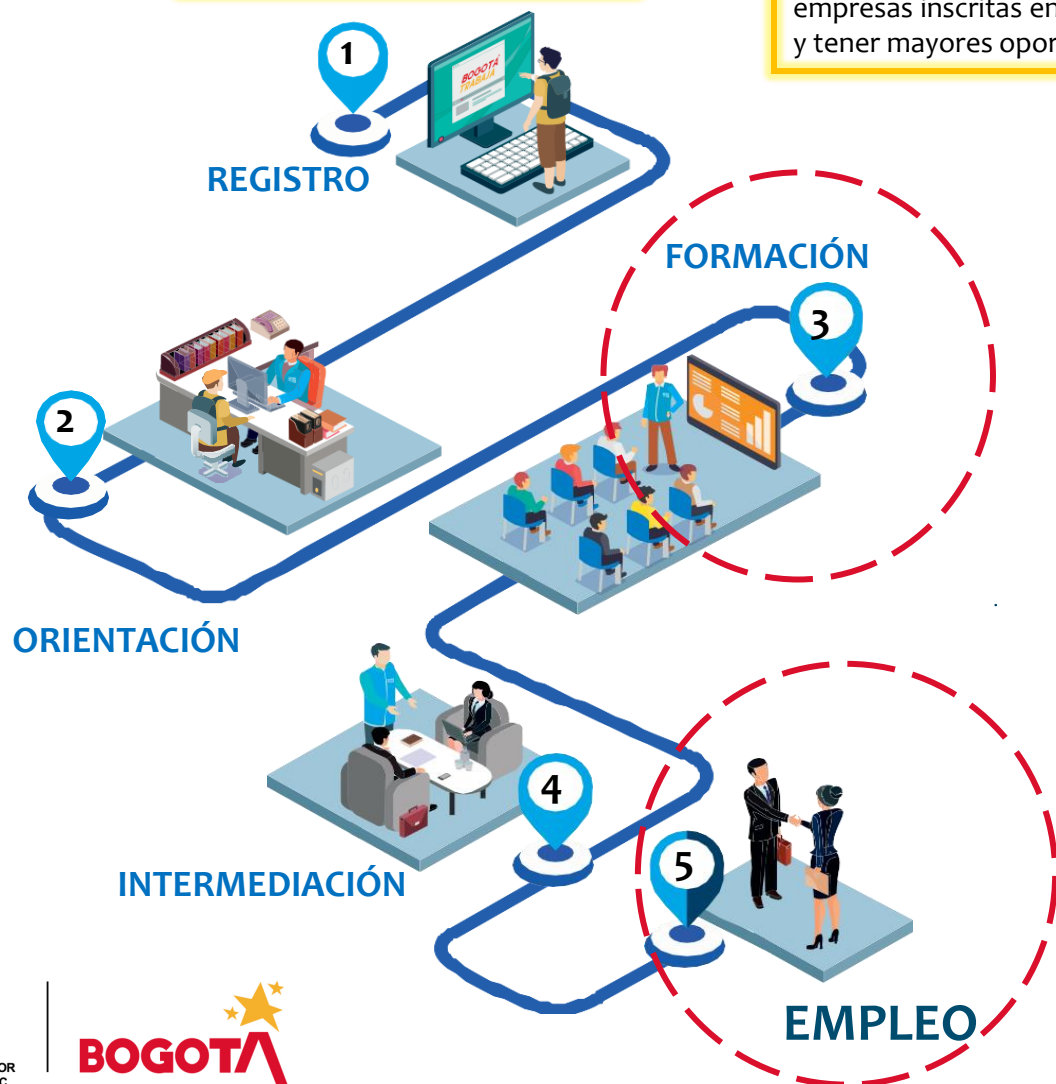 empresas inscritas en
y tener mayores opor
1
BOGOTÁ
TRABAJA
REGISTRO
FORMACIÓN
3
2
ORIENTACIÓN
4
INTERMEDIACIÓN
5
EMPLEO
OR
BOGOTÁ